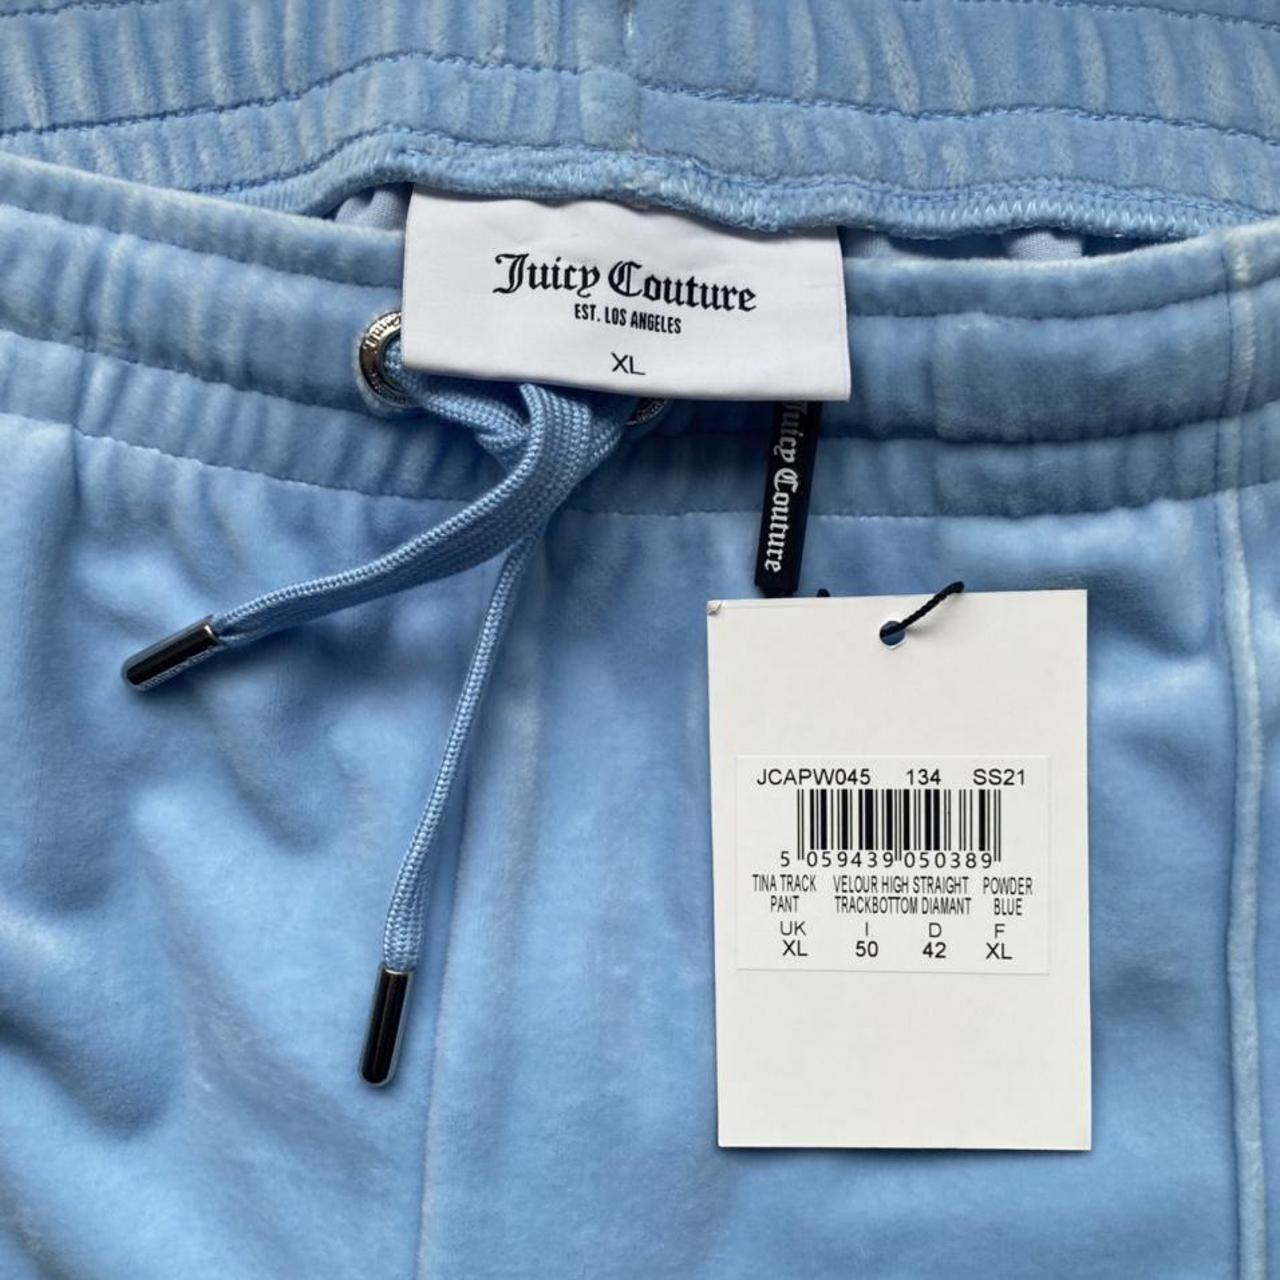 Juicy Couture
EST. LOS ANGELES
XL
Juicy Couture
JCAPW045 134 SS21
5 059439 050389
TINA TRACK PANT
VELOUR HIGH STRAIGHT TRACKBOTTOM DIAMANT
POWDER BLUE
UK I D F
XL 50 42 XL